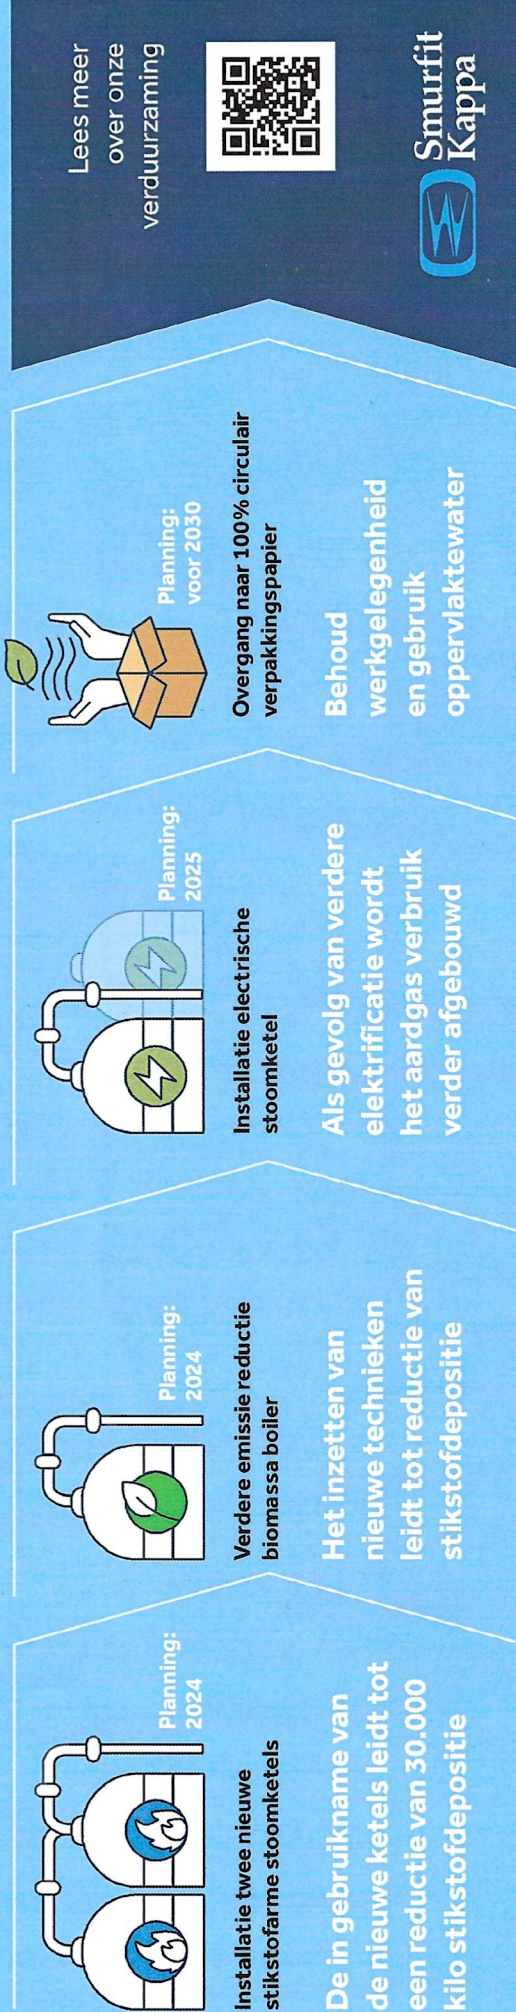 Planning:
2024
Installatie twee nieuwe
stikstofarme stoomketels
De in gebruikname van
de nieuwe ketels leidt tot
een reductie van 30.000
kilo stikstofdepositie
Planning:
2024
Verdere emissie reductie
biomassa boiler
Het inzetten van
nieuwe technieken
leidt tot reductie van
stikstofdepositie
Planning:
2025
Installatie electrische
stoomketel
Als gevolg van verdere
elektrificatie wordt
het aardgas verbruik
verder afgebouwd
Planning:
voor 2030
Overgang naar 100% circulair
verpakkingspapier
Behoud
werkgelegenheid
en gebruik
oppervlaktewater
Lees meer
over onze
verduurzaming
Smurfit
Kappa